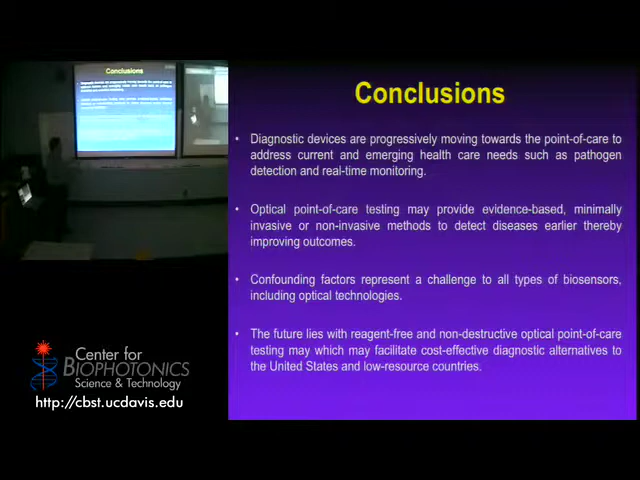 Conclusions
Conclusions
• Diagnostic devices are progressively moving towards the point-of-care to
address current and emerging health care needs such as pathogen
detection and real-time monitoring.
• Optical point-of-care testing may provide evidence-based, minimally
invasive or non-invasive methods to detect diseases earlier thereby
improving outcomes.
• Confounding factors represent a challenge to all types of biosensors,
including optical technologies.
• The future lies with reagent-free and non-destructive optical point-of-care
testing may which may facilitate cost-effective diagnostic alternatives to
the United States and low-resource countries.
Center for
BIOPHOTONICS
Science & Technology
http://cbst.ucdavis.edu